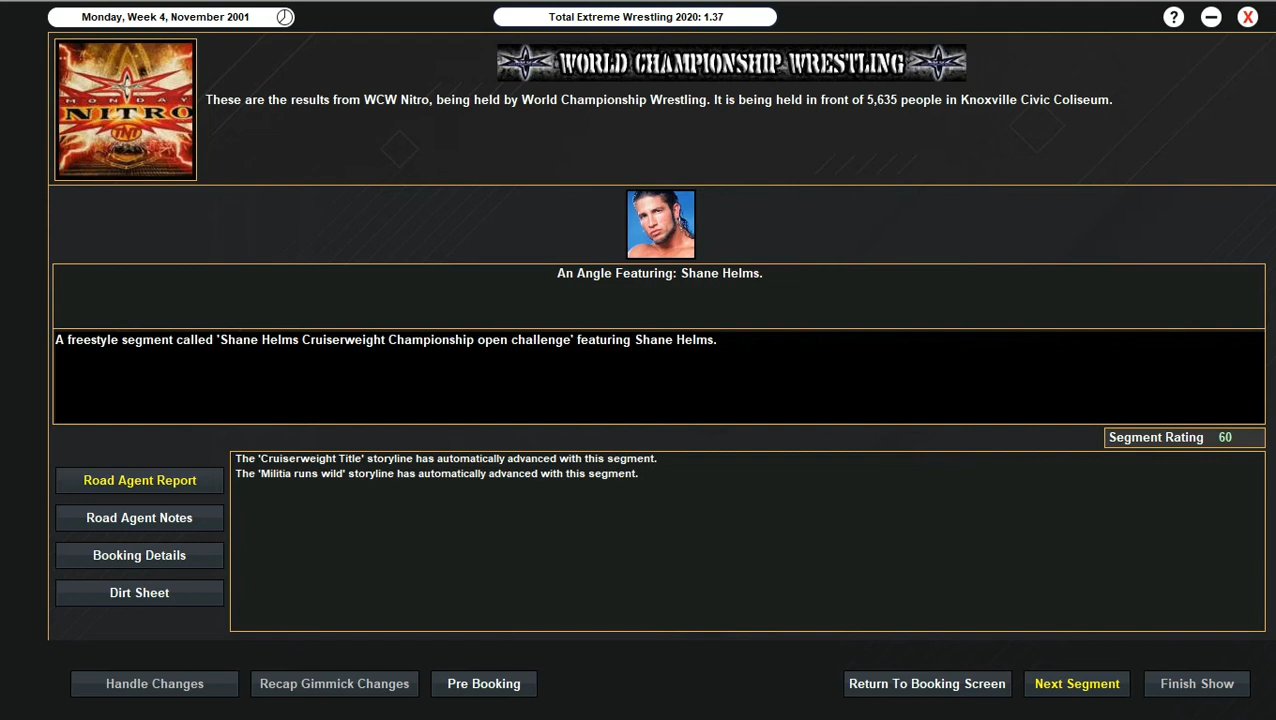 Monday, Week 4, November 2001
Total Extreme Wrestling 2020: 1.37
?
X
WORLD CHAMPIONSHIP WRESTLING
MONDAY
NITRO
TNT
These are the results from WCW Nitro, being held by World Championship Wrestling. It is being held in front of 5,635 people in Knoxville Civic Coliseum.
An Angle Featuring: Shane Helms.
A freestyle segment called 'Shane Helms Cruiserweight Championship open challenge' featuring Shane Helms.
Segment Rating 60
The 'Cruiserweight Title' storyline has automatically advanced with this segment.
The 'Militia runs wild' storyline has automatically advanced with this segment.
Road Agent Report
Road Agent Notes
Booking Details
Dirt Sheet
Handle Changes
Recap Gimmick Changes
Pre Booking
Return To Booking Screen
Next Segment
Finish Show